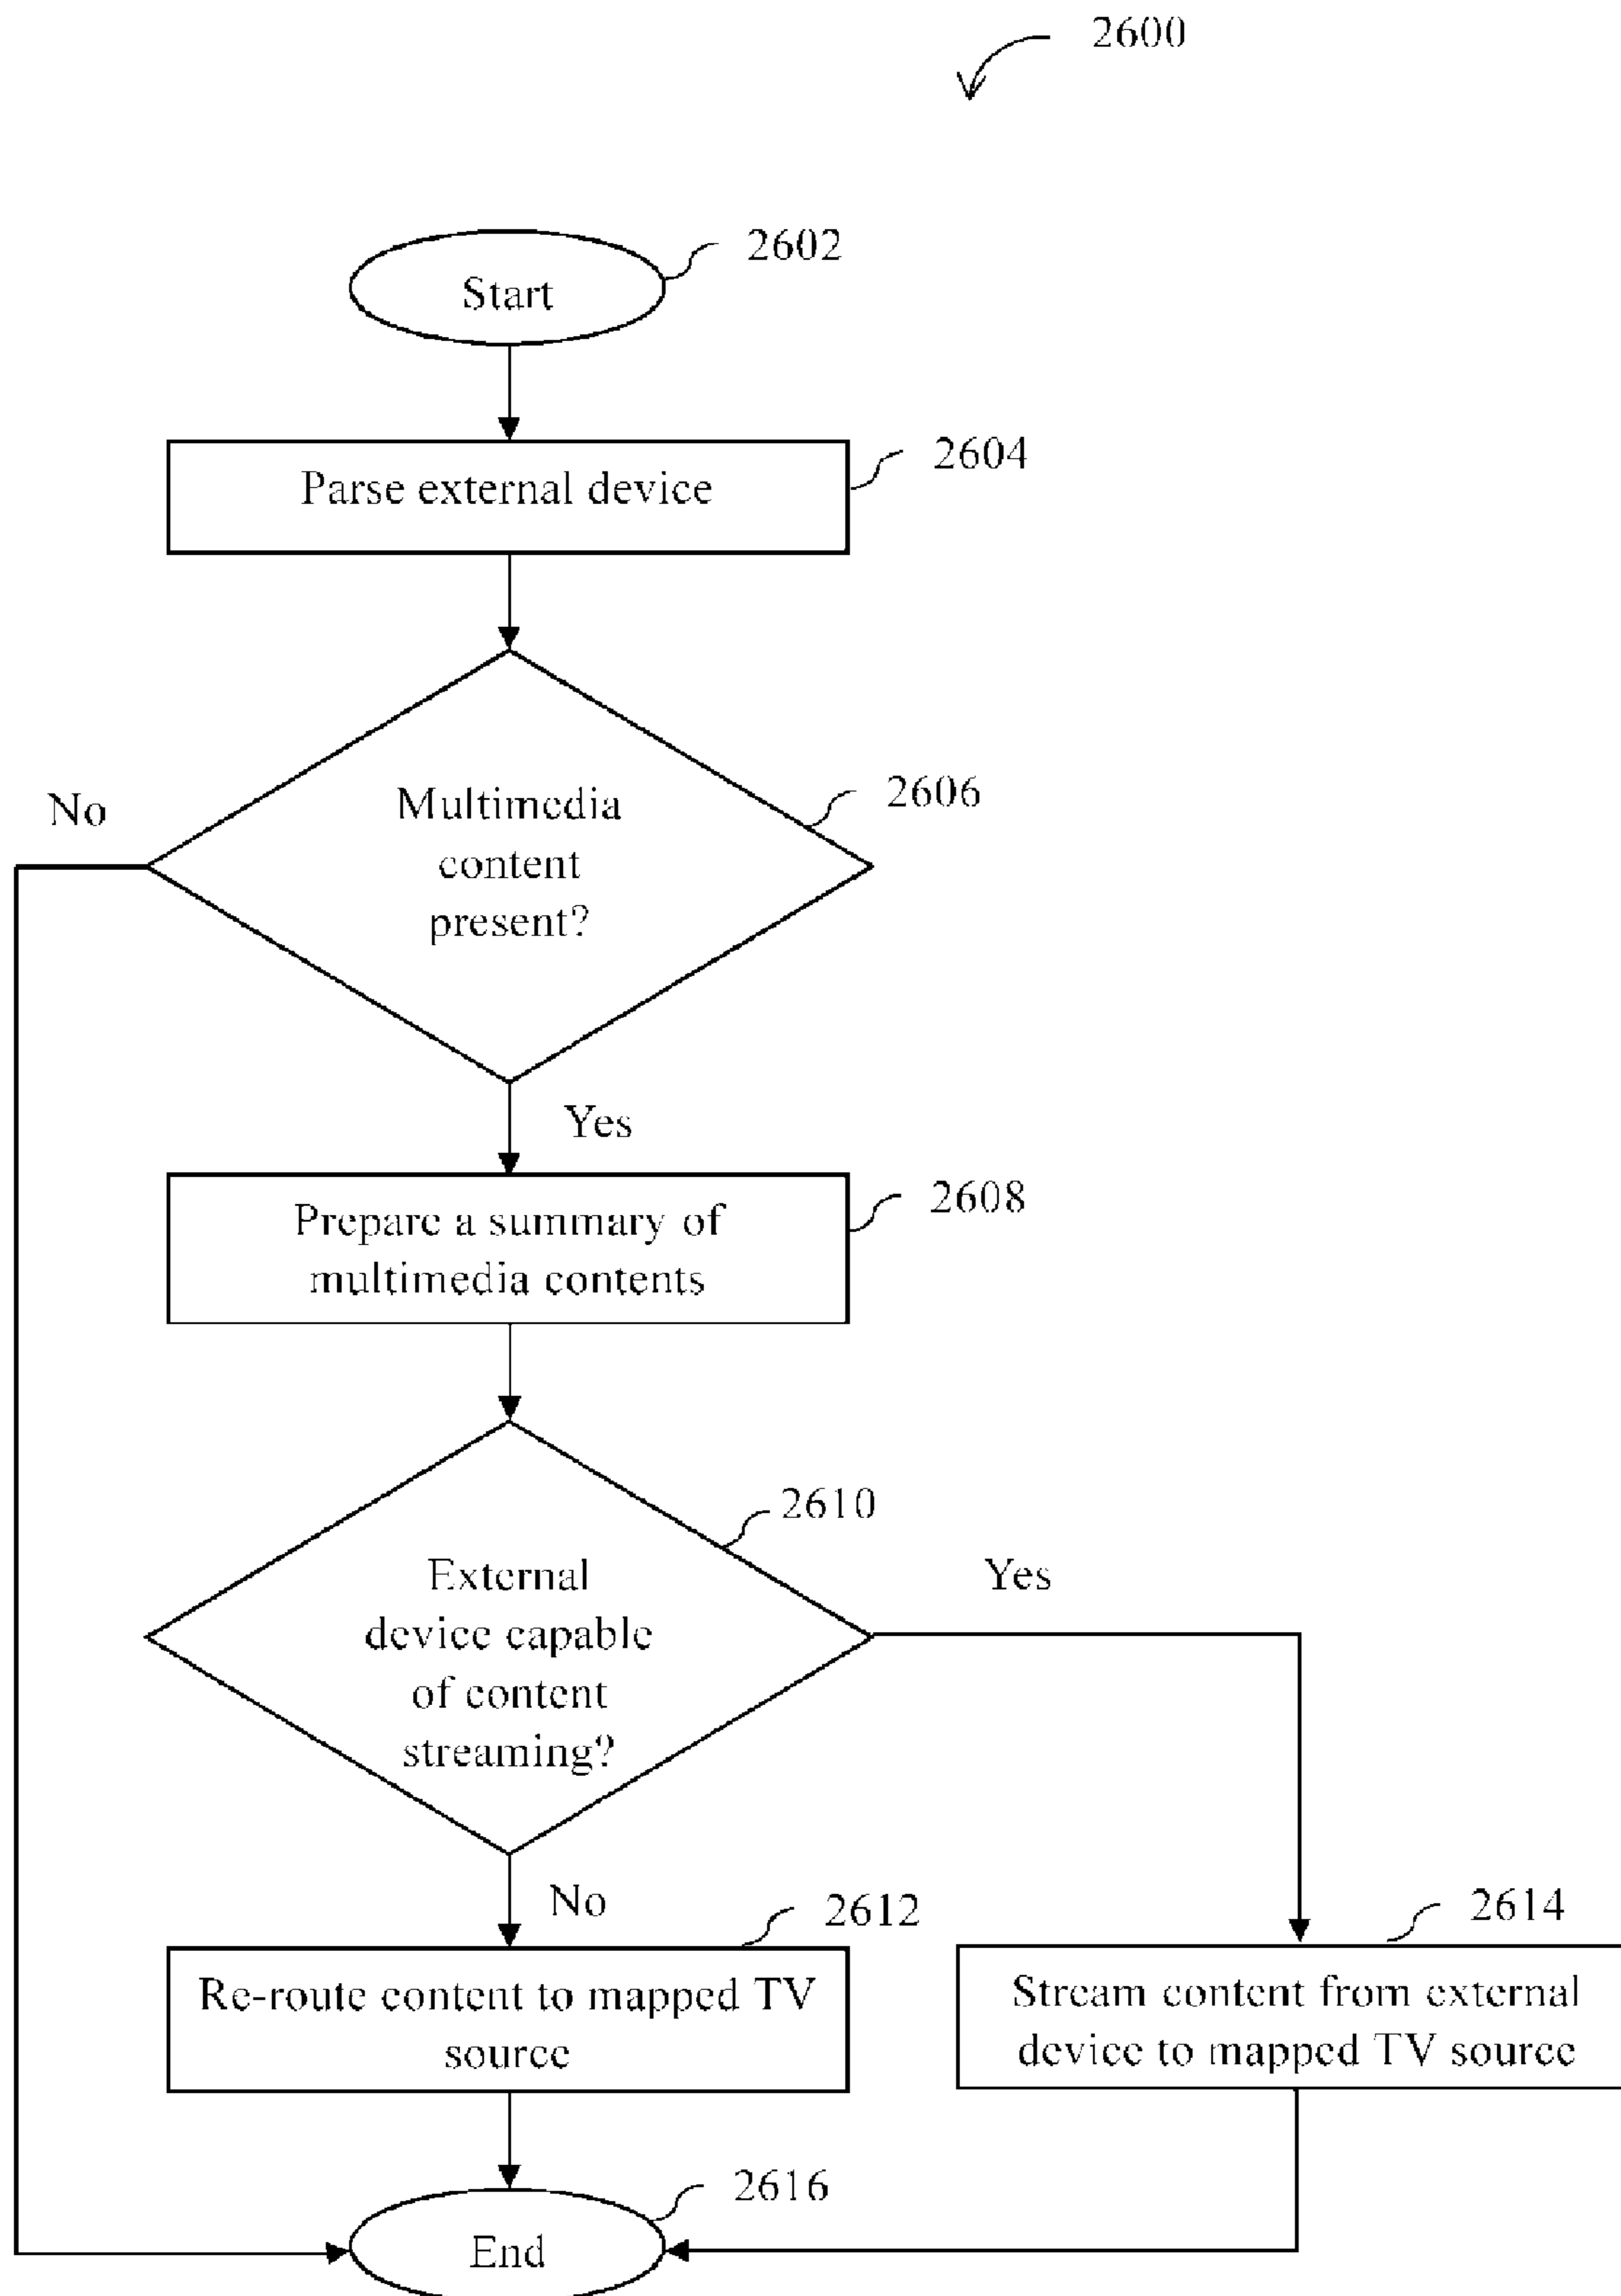 2600
2602
Start
2604
Parse external device
2606
No
Multimedia
content
present?
Yes
2608
Prepare a summary of
multimedia contents
2610
External
device capable
of content
streaming?
Yes
No
2612
2614
Re-route content to mapped TV
source
Stream content from external
device to mapped TV source
2616
End